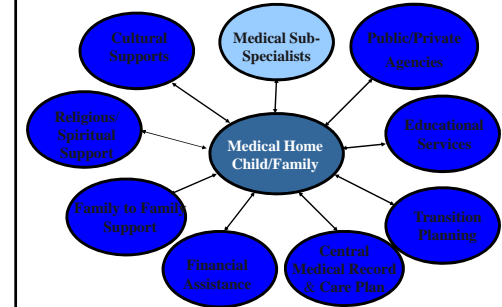 Cultural
Supports
Medical Sub-
Specialists
Public/Private
Agencies
Religious/
Spiritual
Support
Medical Home
Child/Family
Educational
Services
Family to Family
Support
Transition
Planning
Financial
Assistance
Central
Medical Record
& Care Plan